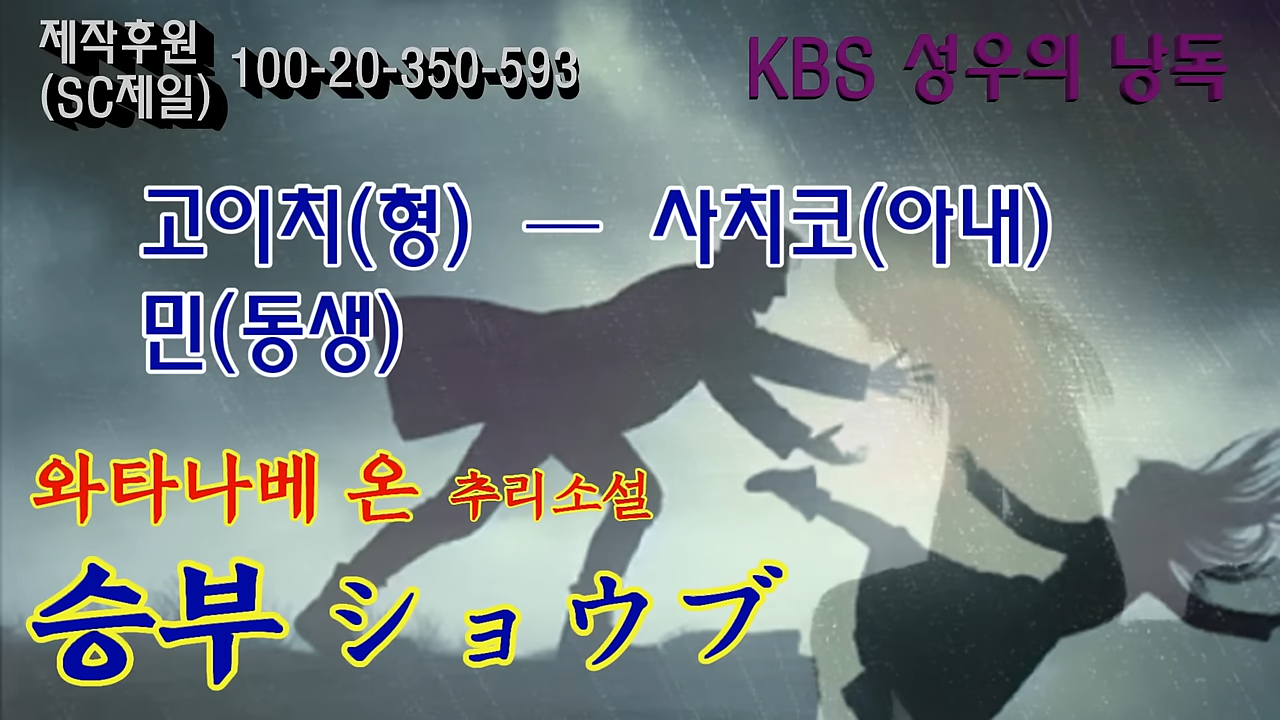 제작후원
(SC제일) 100-20-350-593
KBS 성우의 낭독
고이치(형) — 사치코(아내)
민(동생)
와타나베 온 추리소설
승부 ショウブ